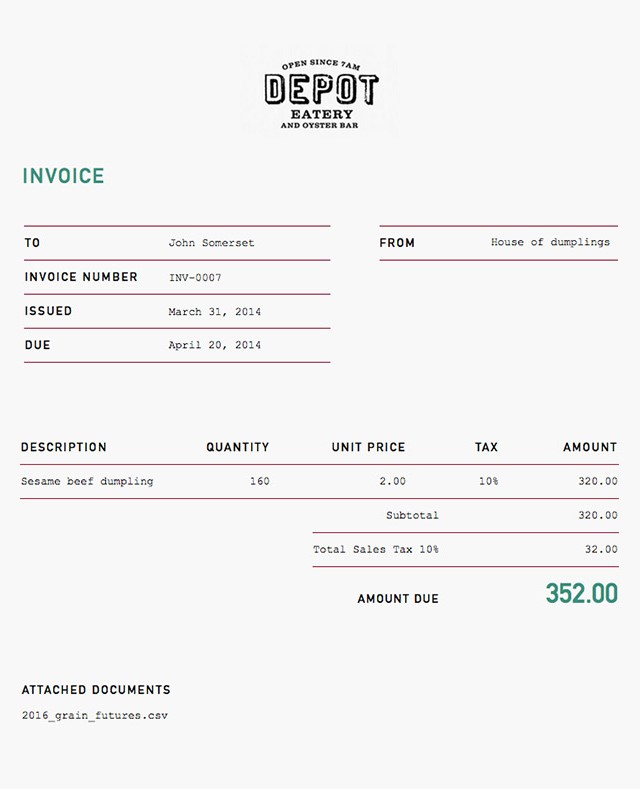 OPEN SINCE 7AM
DEPOT
EATERY
AND OYSTER BAR
INVOICE
TO John Somerset
INVOICE NUMBER INV-0007
ISSUED March 31, 2014
DUE April 20, 2014
FROM House of dumplings
DESCRIPTION QUANTITY UNIT PRICE TAX AMOUNT
Sesame beef dumpling 160 2.00 10% 320.00
Subtotal 320.00
Total Sales Tax 10% 32.00
AMOUNT DUE 352.00
ATTACHED DOCUMENTS
2016_grain_futures.csv